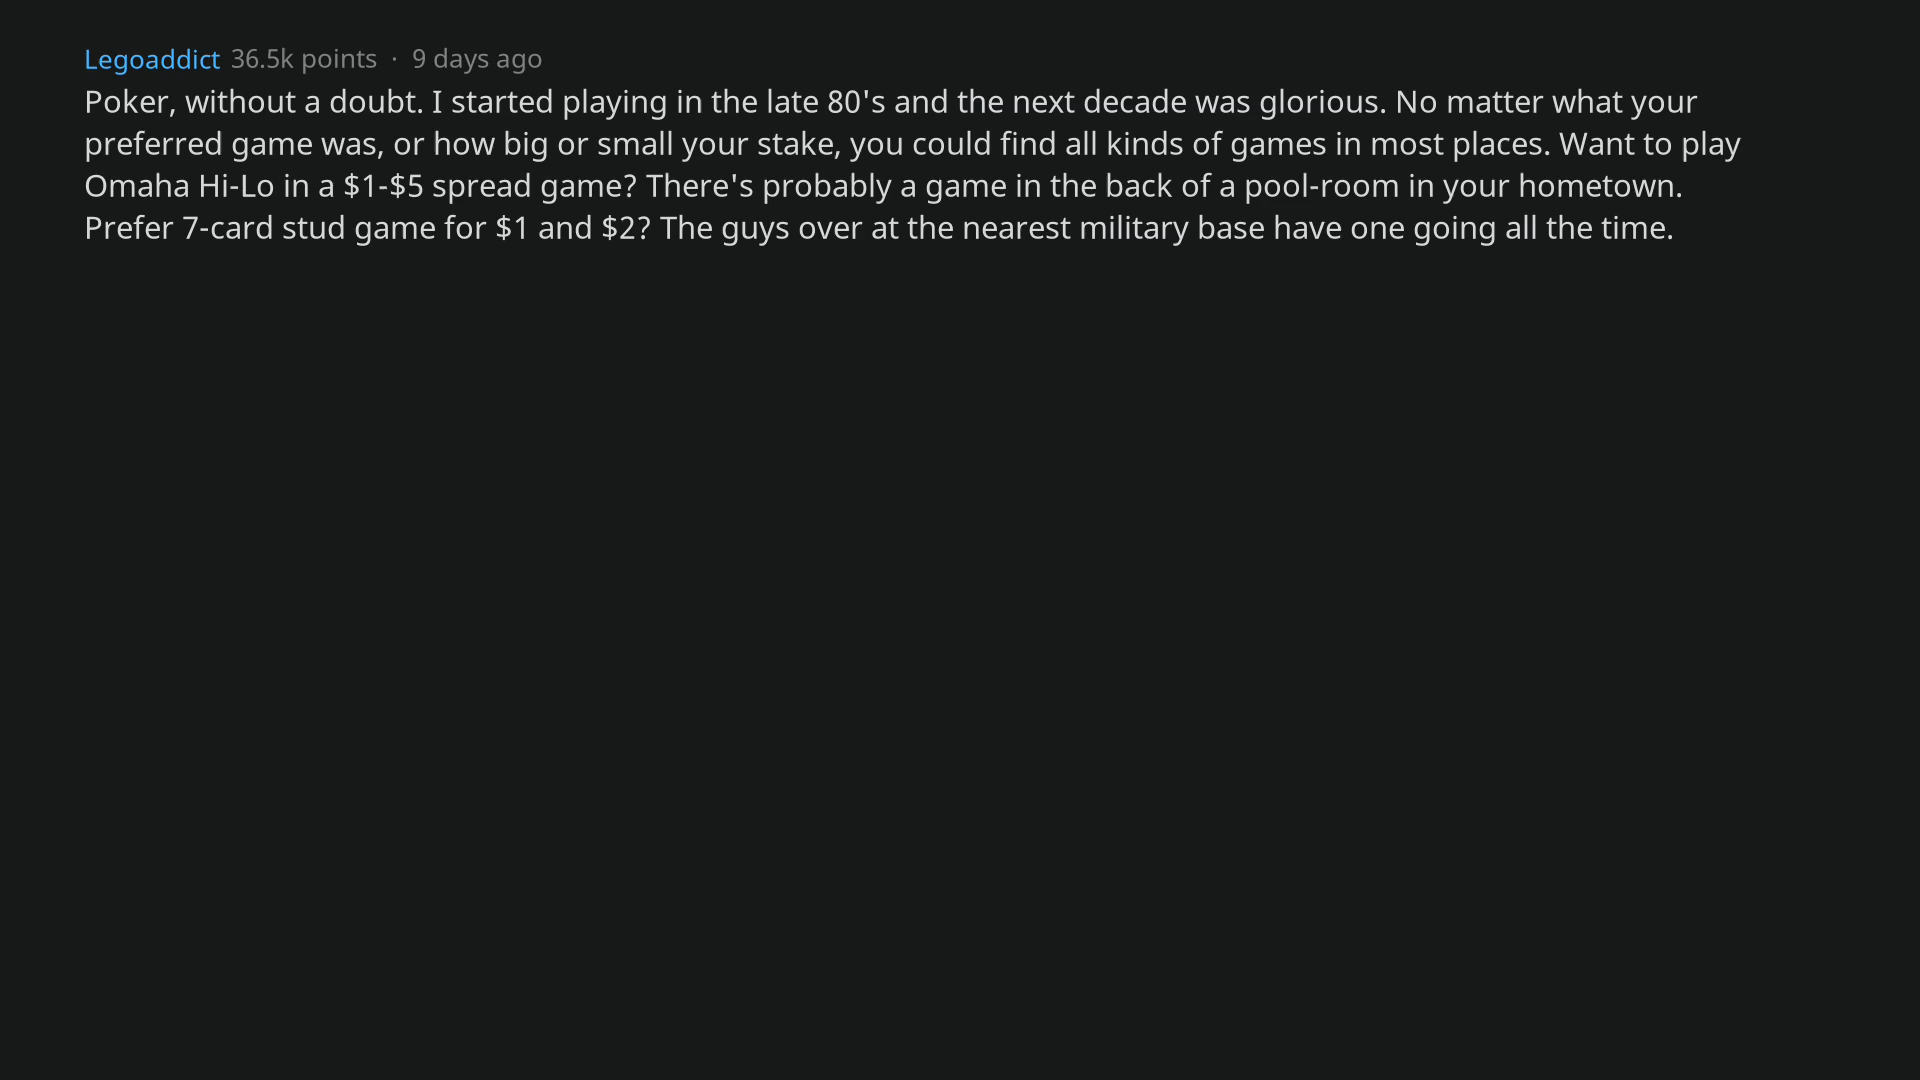 Legoaddict 36.5k points · 9 days ago
Poker, without a doubt. I started playing in the late 80's and the next decade was glorious. No matter what your
preferred game was, or how big or small your stake, you could find all kinds of games in most places. Want to play
Omaha Hi-Lo in a $1-$5 spread game? There's probably a game in the back of a pool-room in your hometown.
Prefer 7-card stud game for $1 and $2? The guys over at the nearest military base have one going all the time.